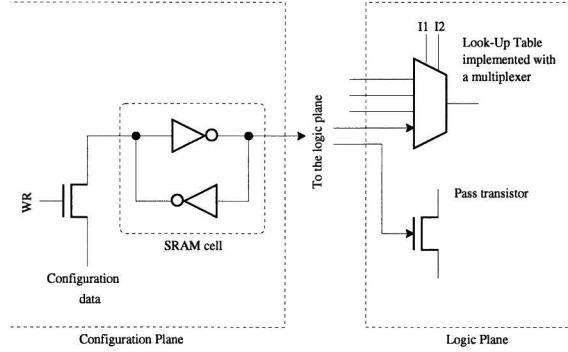 I1 I2
Look-Up Table
implemented with
a multiplexer
To the logic plane
WR
Pass transistor
SRAM cell
Configuration
data
Configuration Plane
Logic Plane